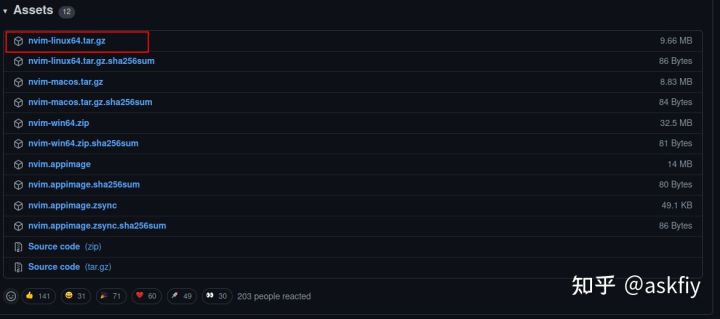 Assets 12
nvim-linux64.tar.gz 9.66 MB
nvim-linux64.tar.gz.sha256sum 86 Bytes
nvim-macos.tar.gz 8.83 MB
nvim-macos.tar.gz.sha256sum 84 Bytes
nvim-win64.zip 32.5 MB
nvim-win64.zip.sha256sum 81 Bytes
nvim.appimage 14 MB
nvim.appimage.sha256sum 80 Bytes
nvim.appimage.zsync 49.1 KB
nvim.appimage.zsync.sha256sum 86 Bytes
Source code (zip)
Source code (tar.gz)
141 31 71 60 49 30 203 people reacted
知乎 @askfiy